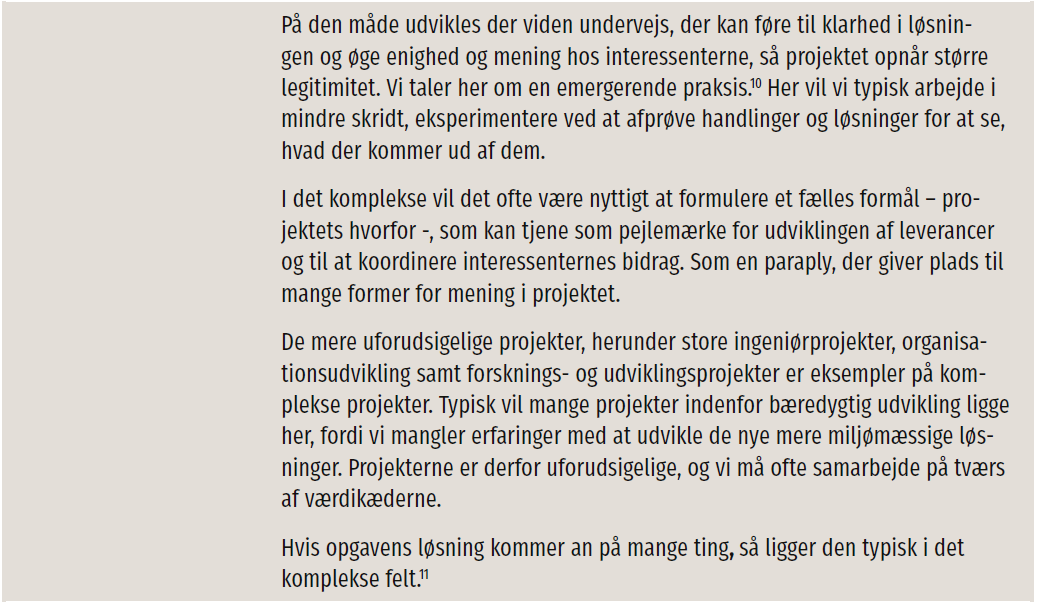 På den måde udvikles der viden undervejs, der kan føre til klarhed i løsnin-
gen og øge enighed og mening hos interessenterne, så projektet opnår større
legitimitet. Vi taler her om en emergerende praksis.¹⁰ Her vil vi typisk arbejde i
mindre skridt, eksperimentere ved at afprøve handlinger og løsninger for at se,
hvad der kommer ud af dem.
I det komplekse vil det ofte være nyttigt at formulere et fælles formål – pro-
jektets hvorfor -, som kan tjene som pejlemærke for udviklingen af leverancer
og til at koordinere interessenternes bidrag. Som en paraply, der giver plads til
mange former for mening i projektet.
De mere uforudsigelige projekter, herunder store ingeniørprojekter, organisa-
tionsudvikling samt forsknings- og udviklingsprojekter er eksempler på kom-
plekse projekter. Typisk vil mange projekter indenfor bæredygtig udvikling ligge
her, fordi vi mangler erfaringer med at udvikle de nye mere miljømæssige løs-
ninger. Projekterne er derfor uforudsigelige, og vi må ofte samarbejde på tværs
af værdikæderne.
Hvis opgavens løsning kommer an på mange ting, så ligger den typisk i det
komplekse felt.¹¹